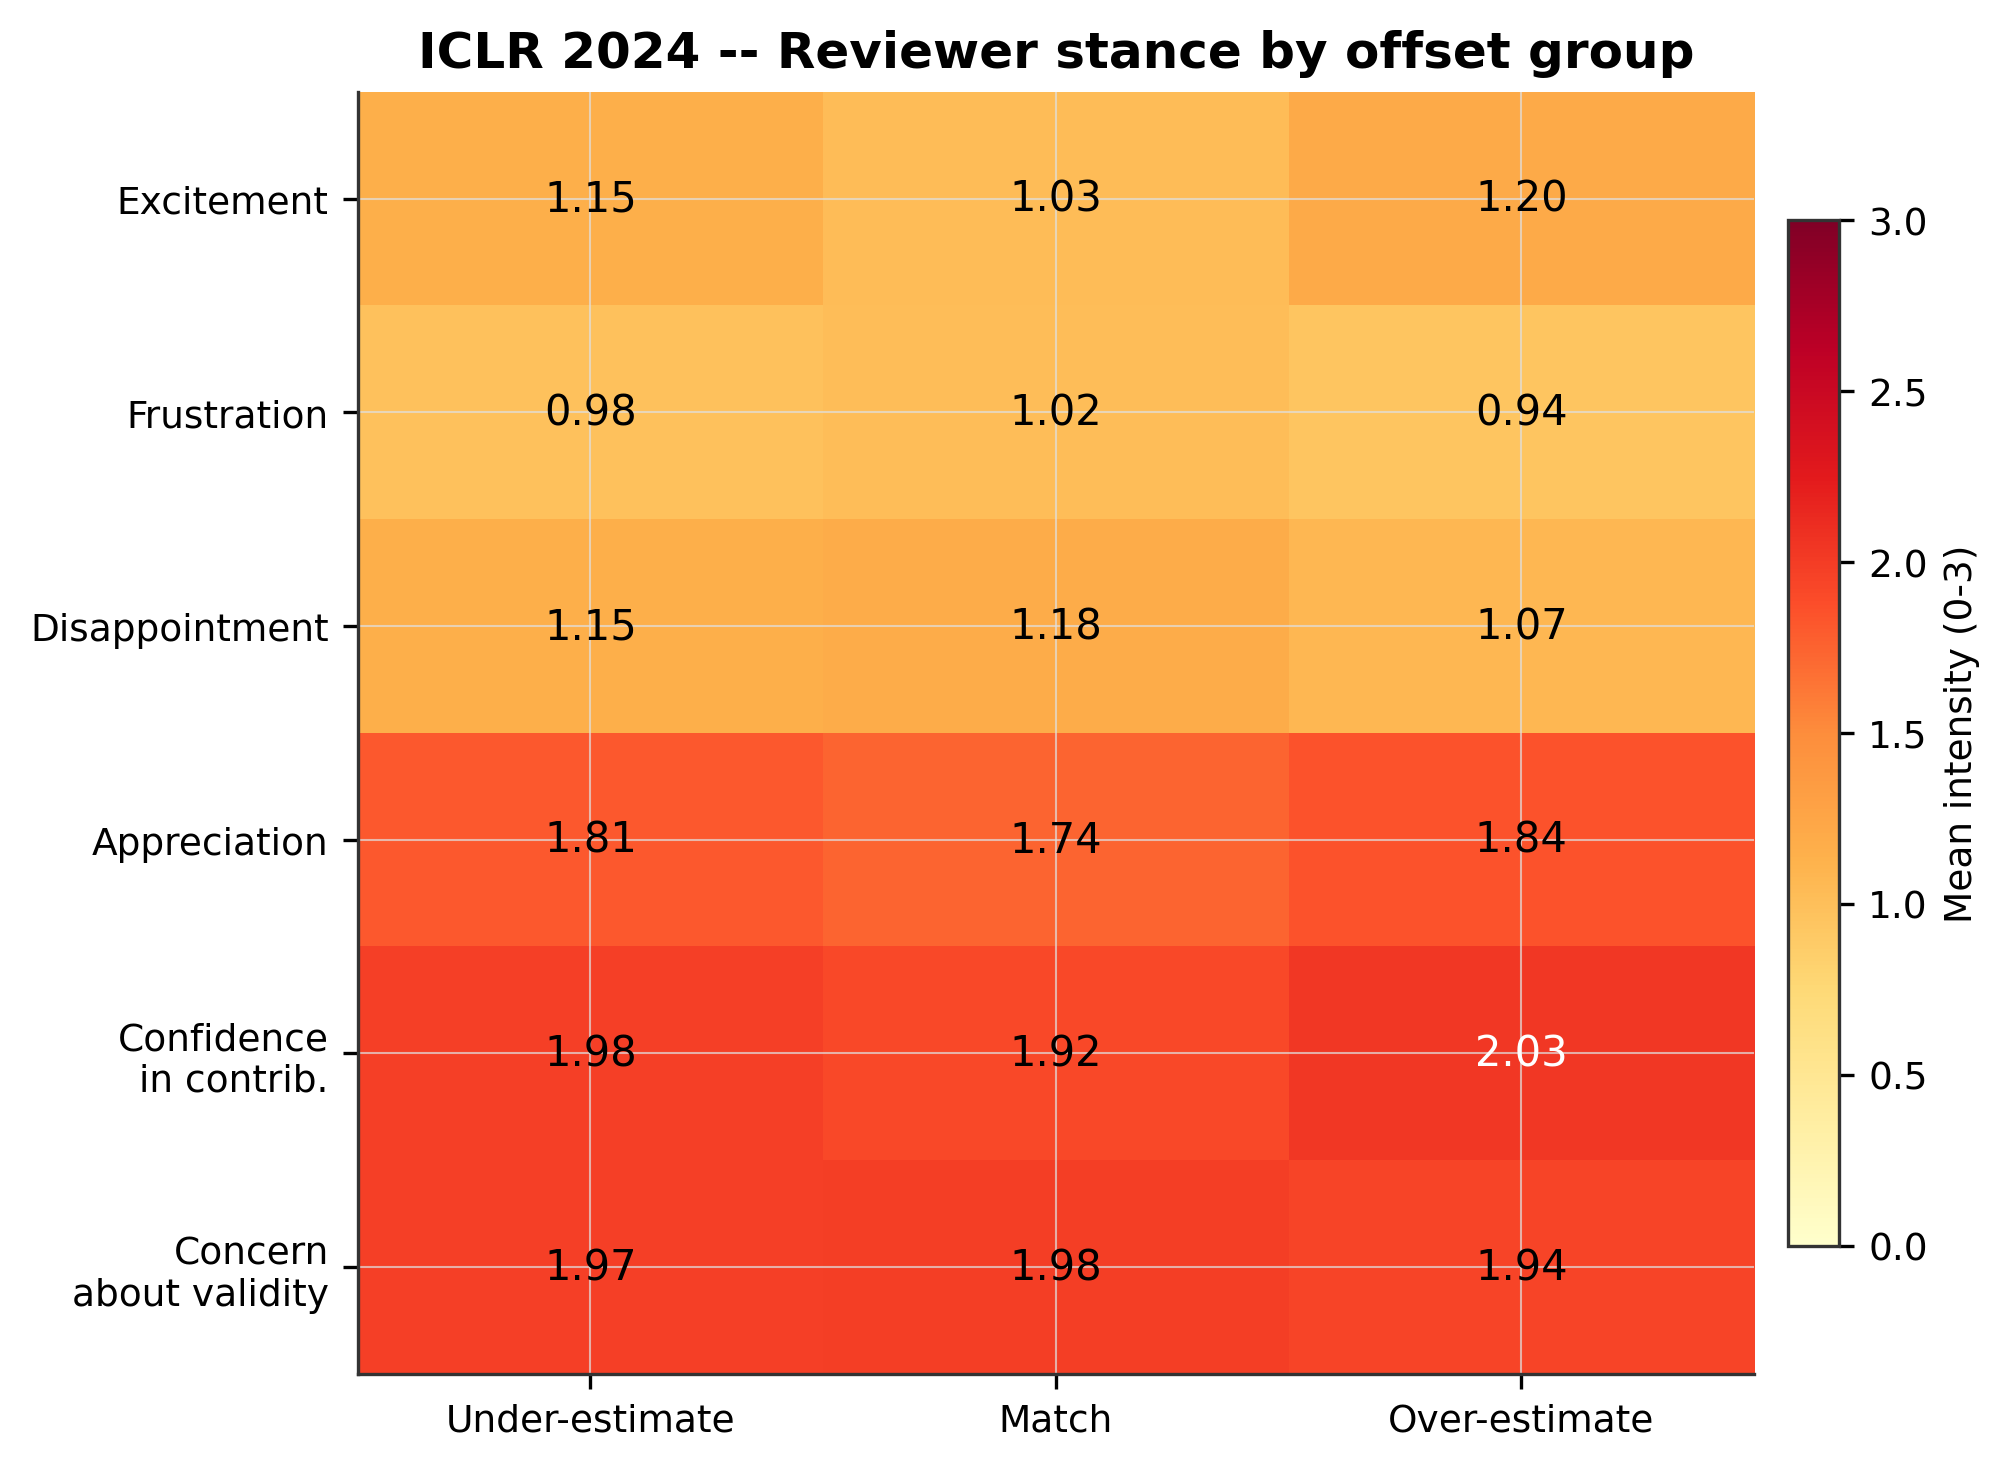 ICLR 2024 -- Reviewer stance by offset group
Excitement 1.15 1.03 1.20
Frustration 0.98 1.02 0.94
Disappointment 1.15 1.18 1.07
Appreciation 1.81 1.74 1.84
Confidence
in contrib. 1.98 1.92 2.03
Concern
about validity 1.97 1.98 1.94
Under-estimate Match Over-estimate
3.0
2.5
2.0
1.5
1.0
0.5
0.0
Mean intensity (0-3)